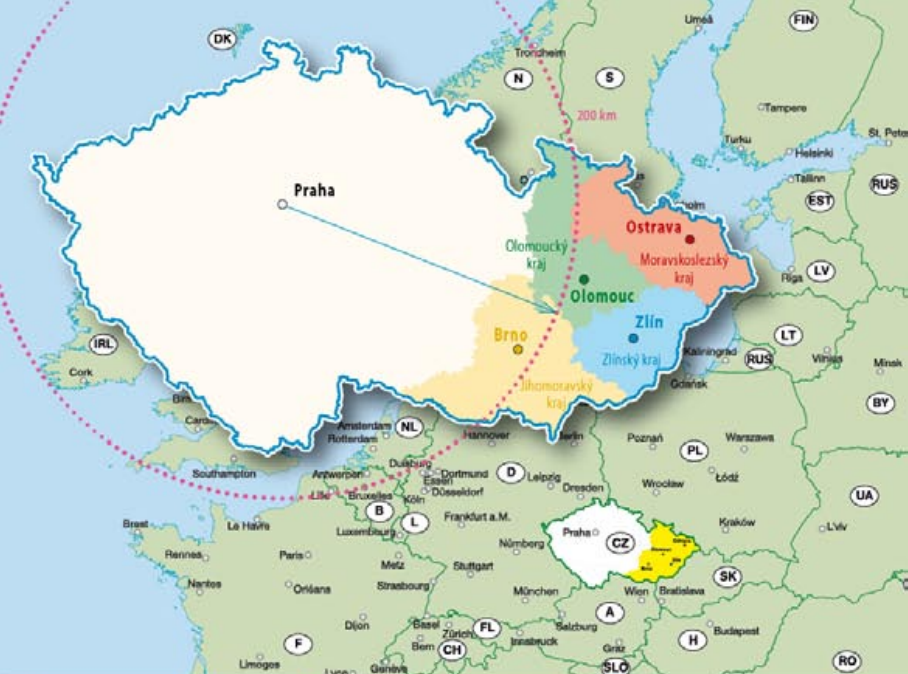 DK
Umeå
FIN
Trondheim
N
S
200 km
Tampere
Turku
Helsinki
St. Peter
Tallinn
Praha
EST
RUS
Ostrava
Olomoucký
kraj
Moravskoslezský
kraj
Riga
LV
Olomouc
Zlín
Brno
LT
IRL
Zlínský kraj
Kaliningrad
RUS
Vilnius
Minsk
Cork
Gdańsk
Jihomoravský
kraj
BY
Amsterdam
NL
Rotterdam
Hannover
Berlin
Poznań
Warszawa
PL
Southampton
Antwerpen
Duisburg
Dortmund
D
Leipzig
Łódź
Essen
Lille
Bruxelles
Köln
Düsseldorf
Dresden
Wrocław
UA
B
L
Brest
Le Havre
Luxembourg
Frankfurt a.M.
Praha
CZ
Kraków
L'viv
Rennes
Paris
Nürnberg
Metz
Stuttgart
SK
Nantes
Orléans
Strasbourg
München
Wien
Bratislava
A
Dijon
Basel
Zürich
FL
Salzburg
Budapest
F
Bern
CH
Innsbruck
Graz
H
Limoges
Genève
SLO
RO